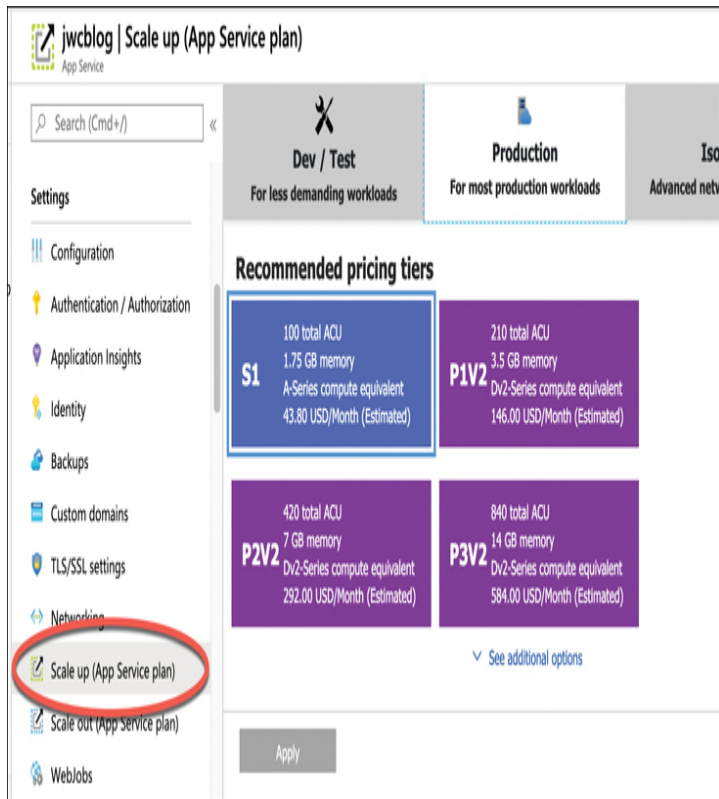 jwcblog | Scale up (App Service plan)
App Service
Search (Cmd+/)
«
Settings
Configuration
Authentication / Authorization
Application Insights
Identity
Backups
Custom domains
TLS/SSL settings
Networking
Scale up (App Service plan)
Scale out (App Service plan)
WebJobs
Dev / Test
For less demanding workloads
Production
For most production workloads
Iso
Advanced netw
Recommended pricing tiers
S1
100 total ACU
1.75 GB memory
A-Series compute equivalent
43.80 USD/Month (Estimated)
P1V2
210 total ACU
3.5 GB memory
Dv2-Series compute equivalent
146.00 USD/Month (Estimated)
P2V2
420 total ACU
7 GB memory
Dv2-Series compute equivalent
292.00 USD/Month (Estimated)
P3V2
840 total ACU
14 GB memory
Dv2-Series compute equivalent
584.00 USD/Month (Estimated)
See additional options
Apply